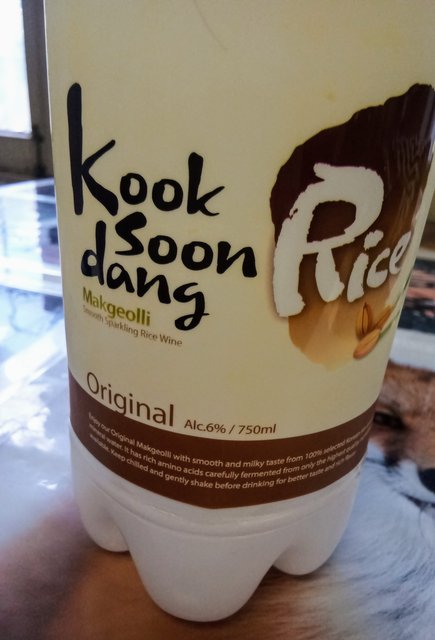 Kook
Soon
dang
Makgeolli
Smooth Sparkling Rice Wine
Rice
Original Alc.6% / 750ml
Enjoy our Original Makgeolli with smooth and milky taste from 100% selected Korean
mineral water. It has rich amino acids carefully fermented from only the highest quality
available. Keep chilled and gently shake before drinking for better taste and rich flavor.